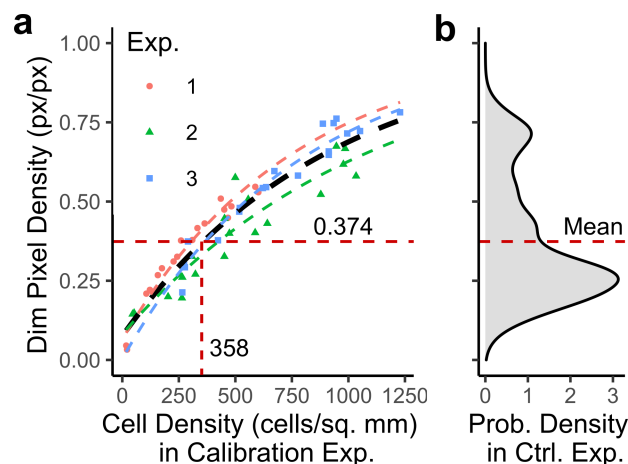 a
b
Exp.
1
2
3
Dim Pixel Density (px/px)
1.00
0.75
0.50
0.25
0.00
0.374
358
0 250 500 750 1000 1250
Cell Density (cells/sq. mm)
in Calibration Exp.
Mean
0 1 2 3
Prob. Density
in Ctrl. Exp.